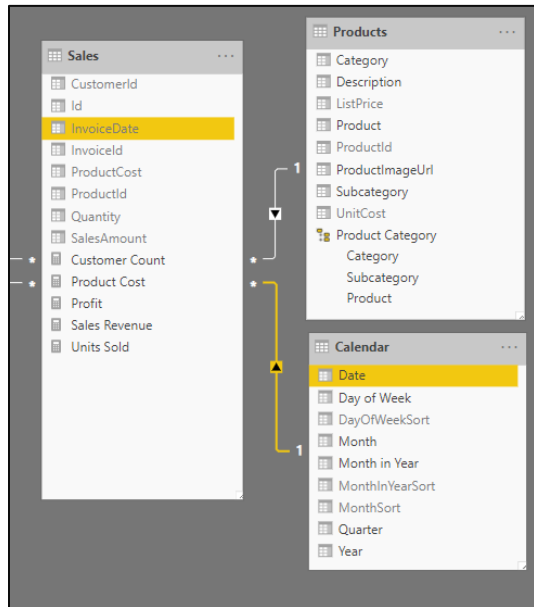 Sales
CustomerId
Id
InvoiceDate
InvoiceId
ProductCost
ProductId
Quantity
SalesAmount
Customer Count
Product Cost
Profit
Sales Revenue
Units Sold
*
*
*
*
1
1
Products
Category
Description
ListPrice
Product
ProductId
ProductImageUrl
Subcategory
UnitCost
Product Category
Category
Subcategory
Product
Calendar
Date
Day of Week
DayOfWeekSort
Month
Month in Year
MonthInYearSort
MonthSort
Quarter
Year